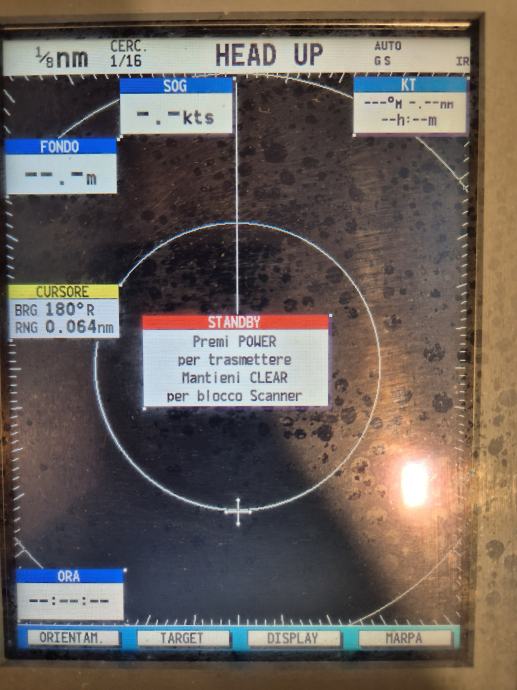 1/8nm
CERC.
1/16
HEAD UP
AUTO
GS
IR
SOG
-.-kts
KT
---°M -.--nm
--h:--m
FONDO
--.-m
CURSORE
BRG 180°R
RNG 0.064nm
STANDBY
Premi POWER
per trasmettere
Mantieni CLEAR
per blocco Scanner
ORA
--:--:--
ORIENTAM.
TARGET
DISPLAY
MARPA